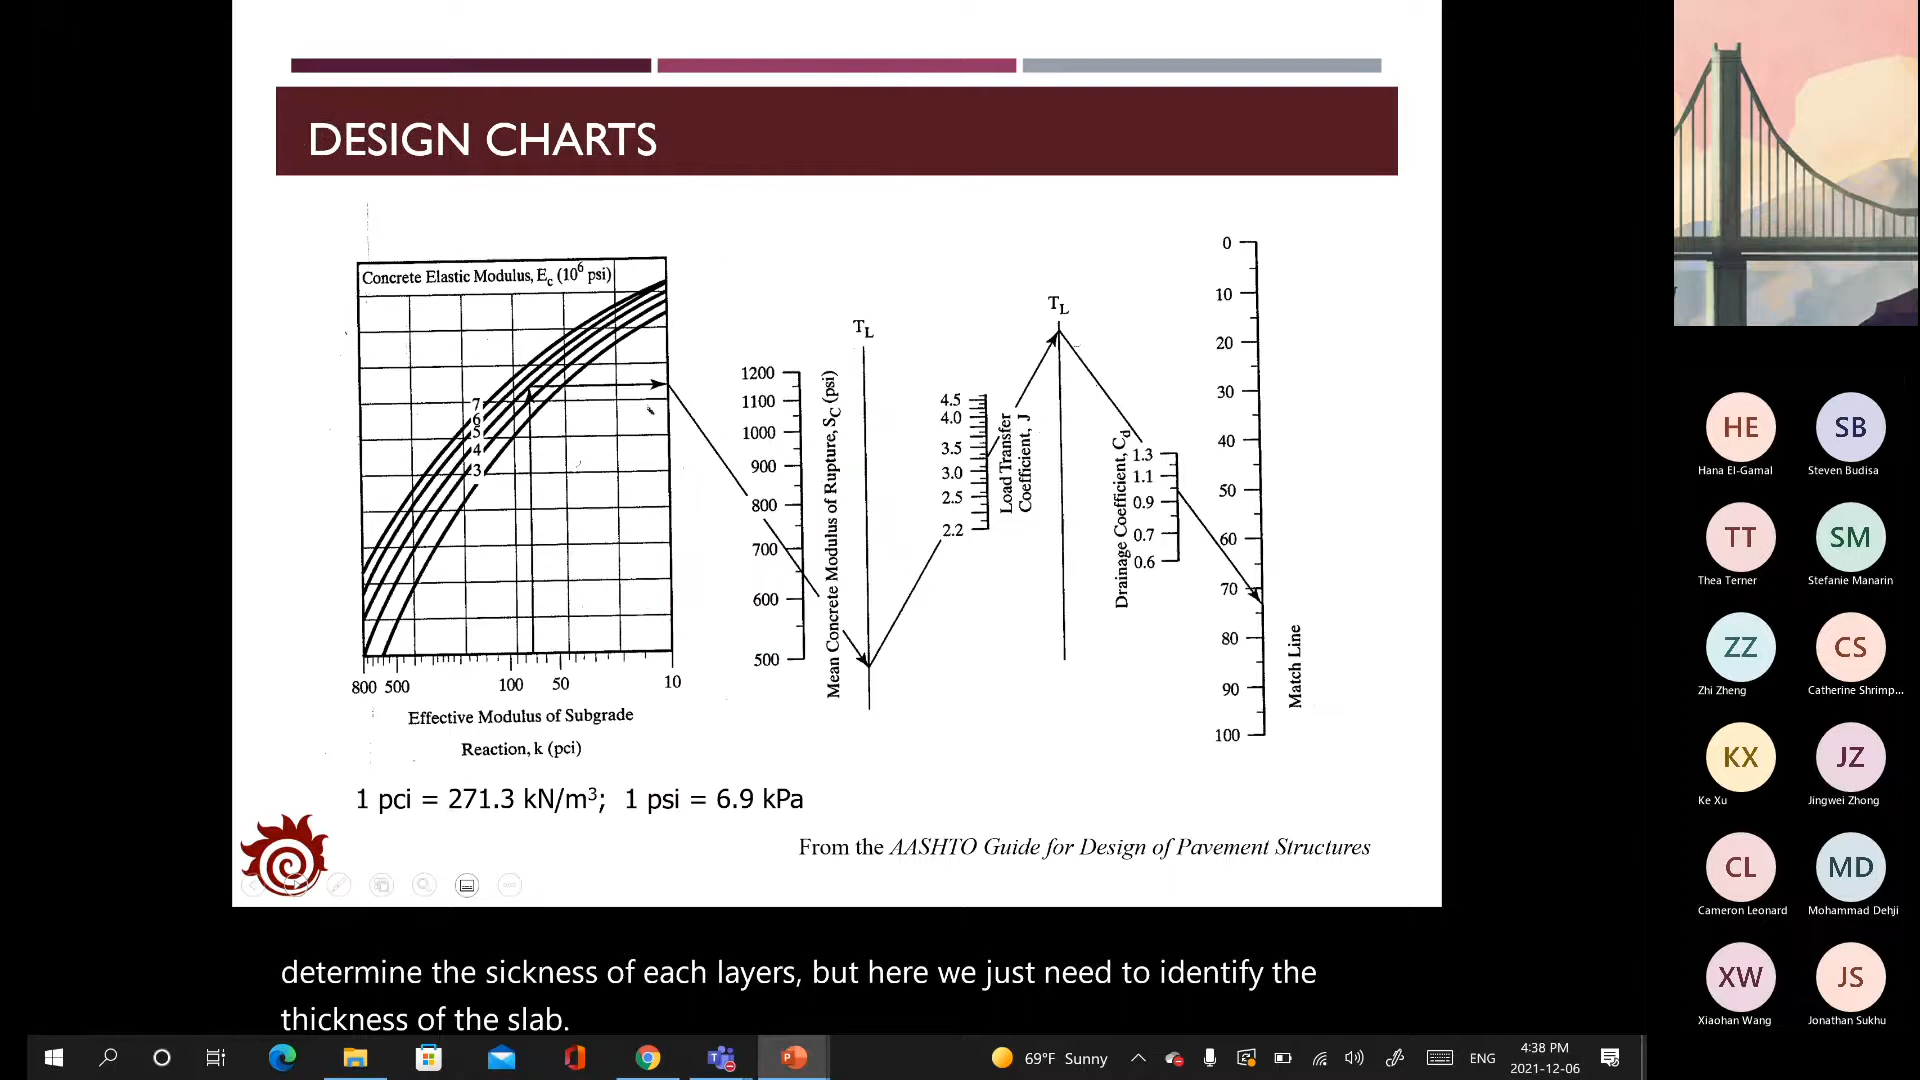 DESIGN CHARTS
Concrete Elastic Modulus, Ec (10⁶ psi)
7
6
5
4
3
800 500 100 50 10
Effective Modulus of Subgrade
Reaction, k (pci)
1200
1100
1000
900
800
700
600
500
Mean Concrete Modulus of Rupture, SC (psi)
TL
4.5
4.0
3.5
3.0
2.5
2.2
Load Transfer
Coefficient, J
TL
Drainage Coefficient, Cd
1.3
1.1
0.9
0.7
0.6
0
10
20
30
40
50
60
70
80
90
100
Match Line
1 pci = 271.3 kN/m³; 1 psi = 6.9 kPa
From the AASHTO Guide for Design of Pavement Structures
determine the sickness of each layers, but here we just need to identify the
thickness of the slab.
HE SB
Hana El-Gamal Steven Budisa
TT SM
Thea Terner Stefanie Manarin
ZZ CS
Zhi Zheng Catherine Shrimp...
KX JZ
Ke Xu Jingwei Zhong
CL MD
Cameron Leonard Mohammad Dehji
XW JS
Xiaohan Wang Jonathan Sukhu
69°F Sunny
ENG
4:38 PM
2021-12-06